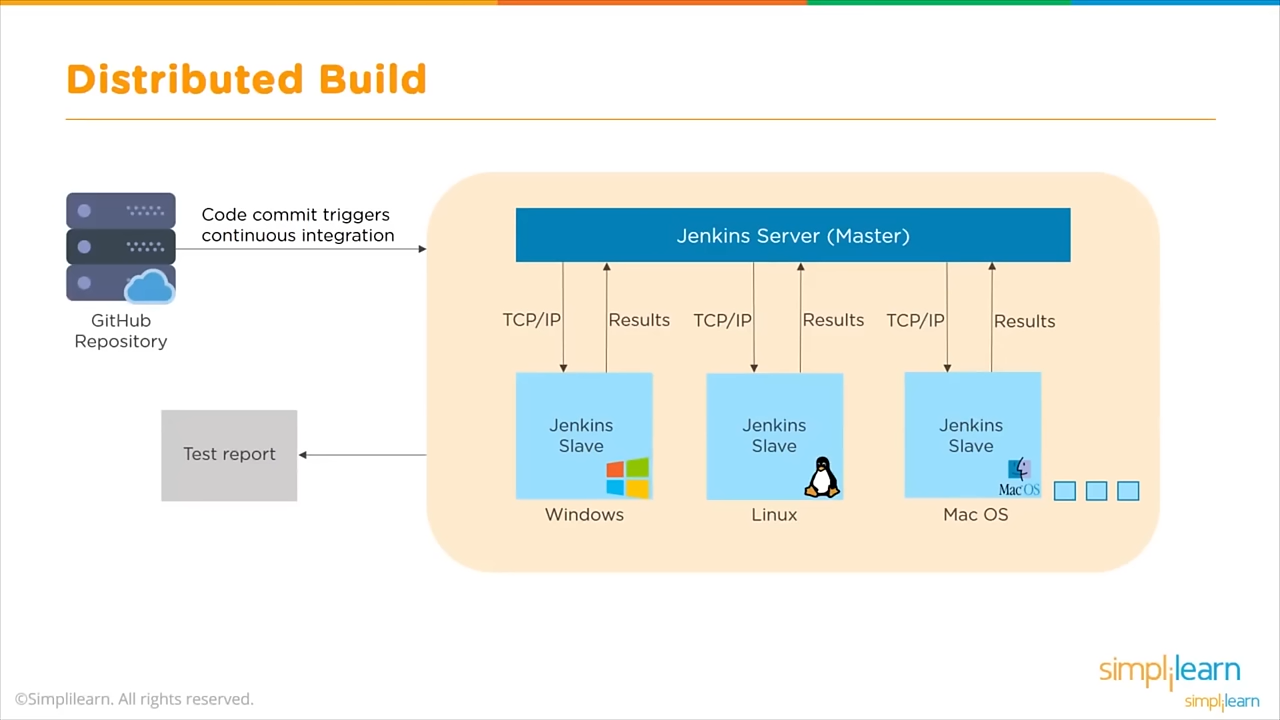 Distributed Build
Code commit triggers
continuous integration
GitHub
Repository
Test report
Jenkins Server (Master)
TCP/IP
Results
TCP/IP
Results
TCP/IP
Results
Jenkins
Slave
Windows
Jenkins
Slave
Linux
Jenkins
Slave
Mac OS
Mac OS
simplilearn
©Simplilearn. All rights reserved.
simplilearn